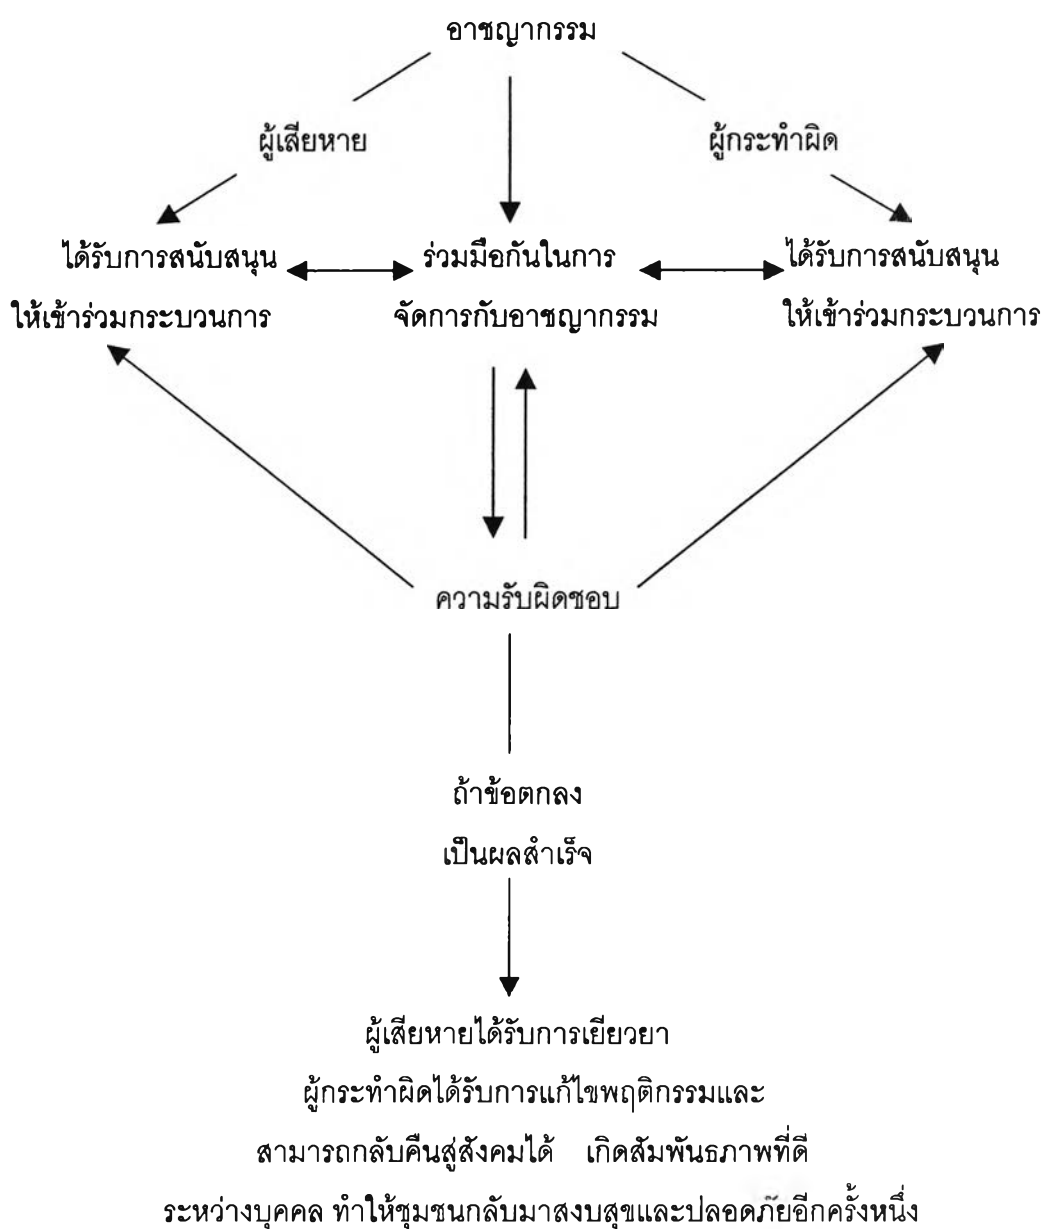 อาชญากรรม
ผู้เสียหาย
ผู้กระทำผิด
ได้รับการสนับสนุน
ให้เข้าร่วมกระบวนการ
ร่วมมือกันในการ
จัดการกับอาชญากรรม
ได้รับการสนับสนุน
ให้เข้าร่วมกระบวนการ
ความรับผิดชอบ
ถ้าข้อตกลง
เป็นผลสำเร็จ
ผู้เสียหายได้รับการเยียวยา
ผู้กระทำผิดได้รับการแก้ไขพฤติกรรมและ
สามารถกลับคืนสู่สังคมได้ เกิดสัมพันธภาพที่ดี
ระหว่างบุคคล ทำให้ชุมชนกลับมาสงบสุขและปลอดภัยอีกครั้งหนึ่ง